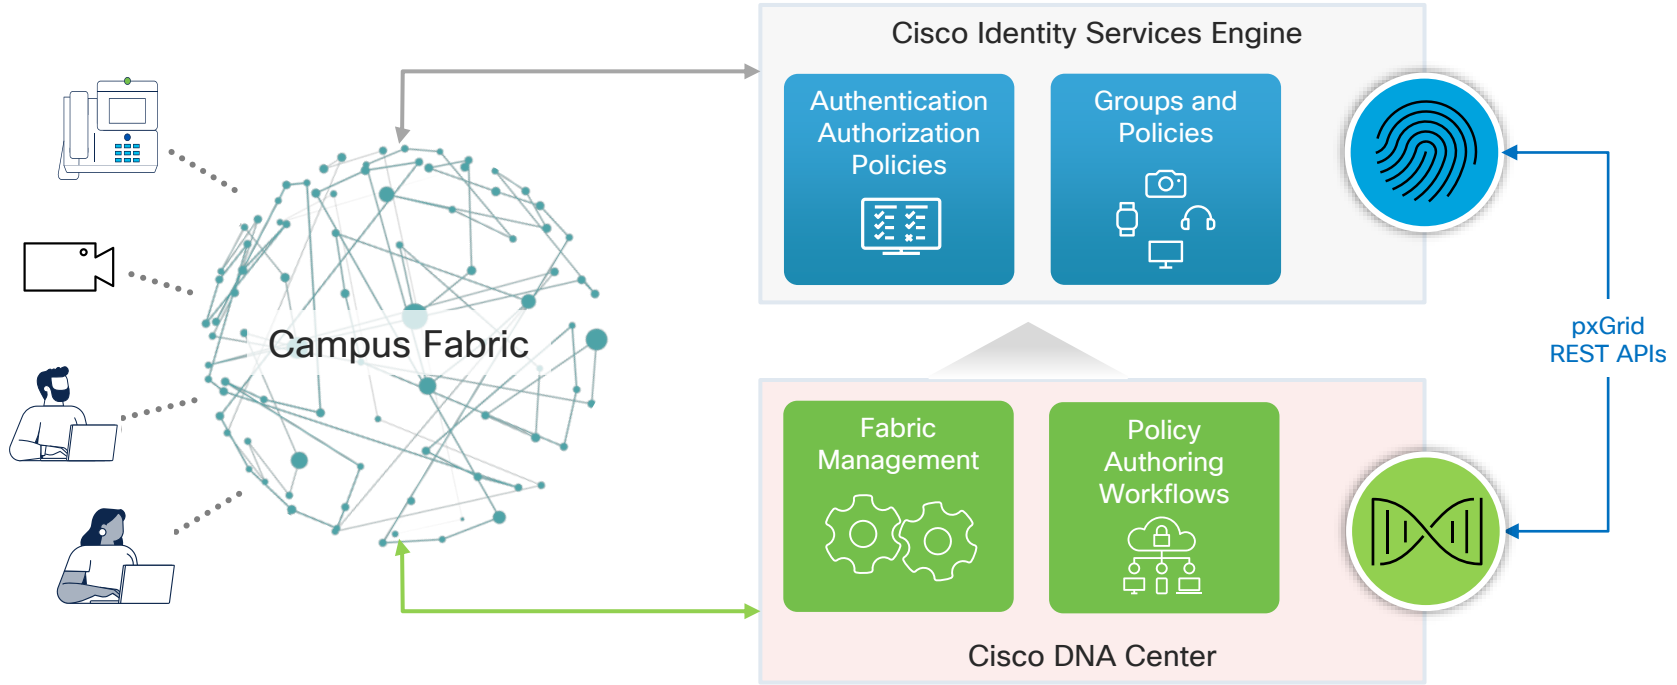 Cisco Identity Services Engine
Authentication
Authorization
Policies
Groups and
Policies
Campus Fabric
pxGrid
REST APIs
Fabric
Management
Policy
Authoring
Workflows
Cisco DNA Center